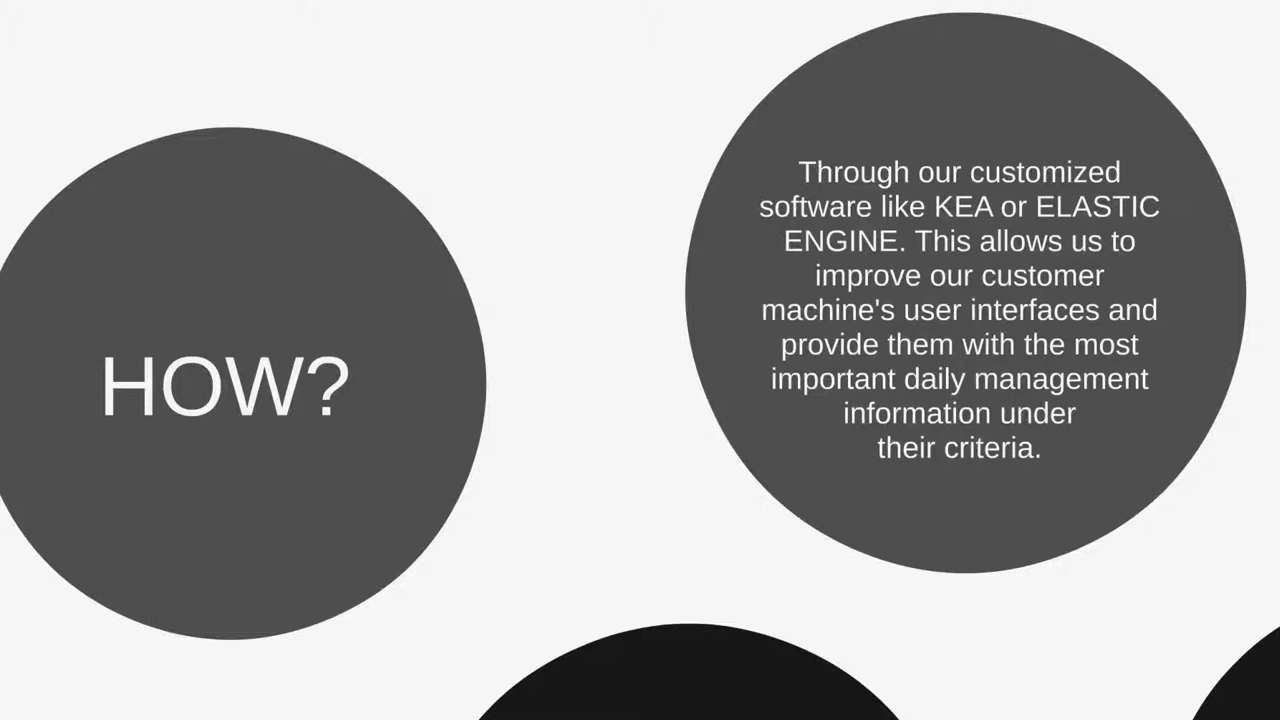 HOW?
Through our customized
software like KEA or ELASTIC
ENGINE. This allows us to
improve our customer
machine's user interfaces and
provide them with the most
important daily management
information under
their criteria.